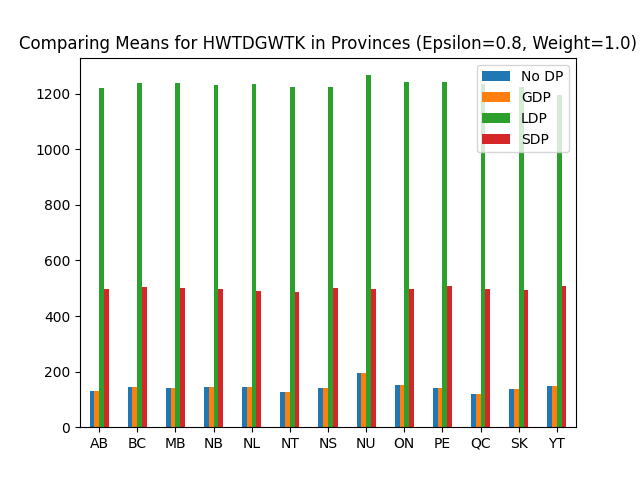 Comparing Means for HWTDGWTK in Provinces (Epsilon=0.8, Weight=1.0)
No DP
GDP
LDP
SDP
1200
1000
800
600
400
200
0
AB BC MB NB NL NT NS NU ON PE QC SK YT